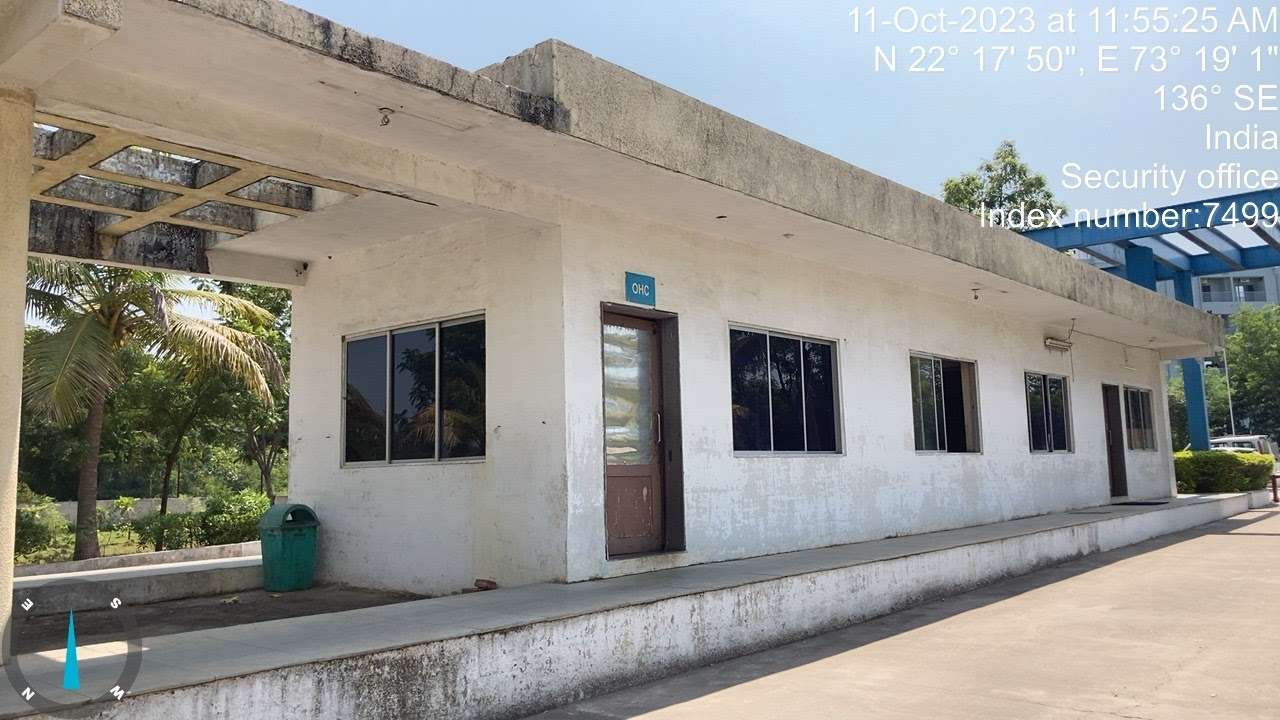 11-Oct-2023 at 11:55:25 AM
N 22° 17' 50", E 73° 19' 1"
136° SE
India
Security office
Index number:7499
OHC
E
S
N
W